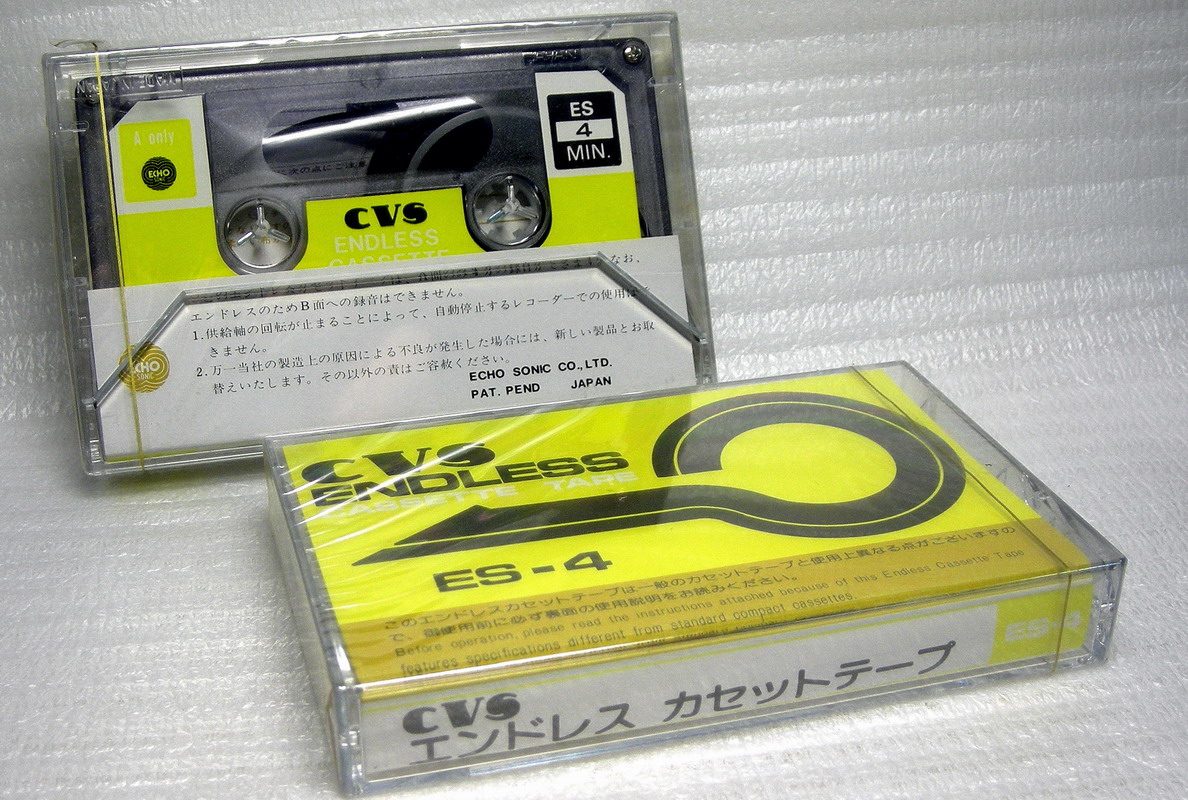 A only
ECHO
SONIC
ES
4
MIN.
次の点にご注
CVS
ENDLESS
CASSETTE
エンドレスのためB面への録音はできません。
1.供給軸の回転が止まることによって、自動停止するレコーダーでの使用は
きません。
2.万一当社の製造上の原因による不良が発生した場合には、新しい製品とお取
替えいたします。その以外の責はご容赦ください。
ECHO SONIC CO.,LTD.
PAT. PEND JAPAN
ECHO
SONIC
CVS
ENDLESS
CASSETTE TAPE
ES-4
このエンドレスカセットテープは一般のカセットテープと使用上異なる点がございますの
で、御使用前に必ず裏面の使用説明をお読みください。
Before operation, please read the instructions attached because of this Endless Cassette Tape
features specifications different from standard compact cassettes.
CVS
エンドレス カセットテープ
ES-4